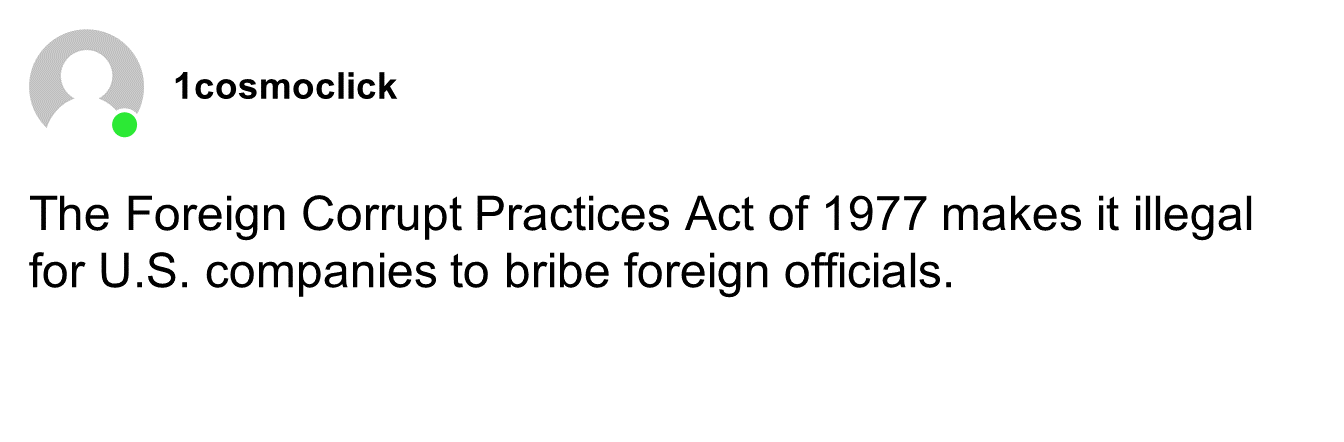 1cosmoclick
The Foreign Corrupt Practices Act of 1977 makes it illegal
for U.S. companies to bribe foreign officials.